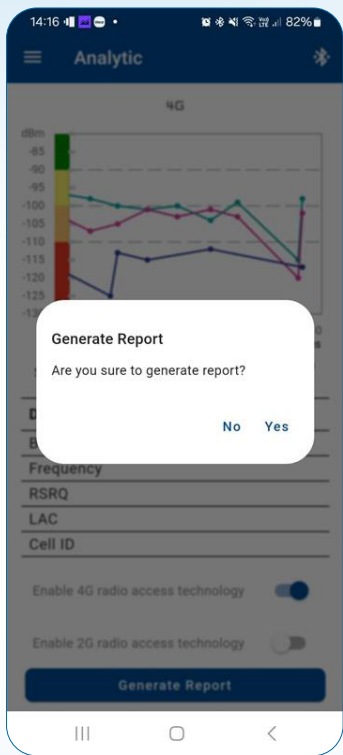 14:16
82%
Analytic
4G
dBm
-85
-90
-95
-100
-105
-110
-115
-120
-125
Generate Report
Are you sure to generate report?
No Yes
Frequency
RSRQ
LAC
Cell ID
Enable 4G radio access technology
Enable 2G radio access technology
Generate Report